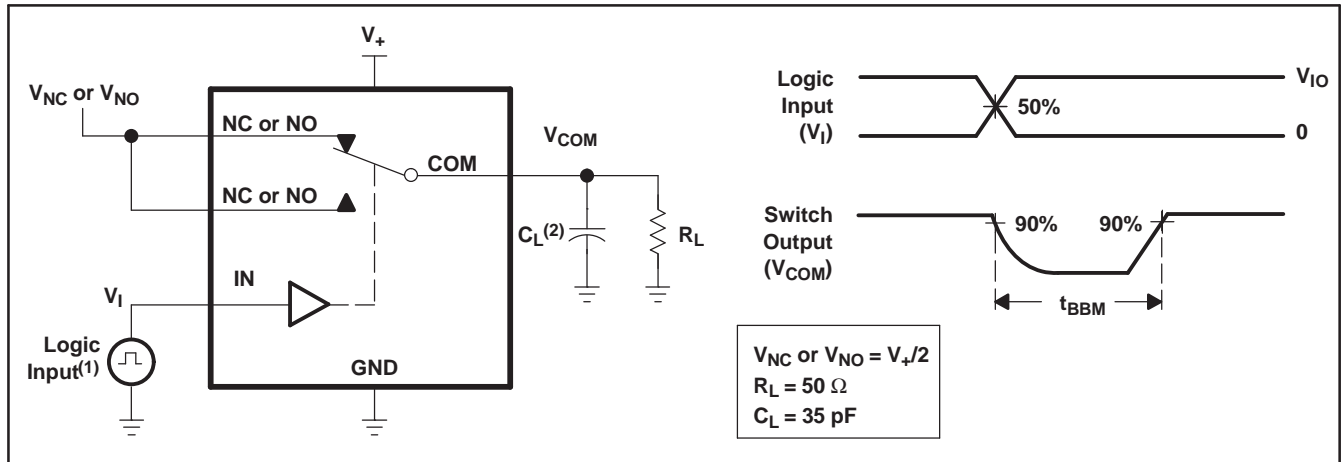 V+
VNC or VNO
NC or NO
COM
VCOM
NC or NO
CL(2)
RL
IN
VI
Logic
Input(1)
GND
Logic
Input
(VI)
50%
VIO
0
Switch
Output
(VCOM)
90%
90%
tBBM
VNC or VNO = V+/2
RL = 50 Ω
CL = 35 pF